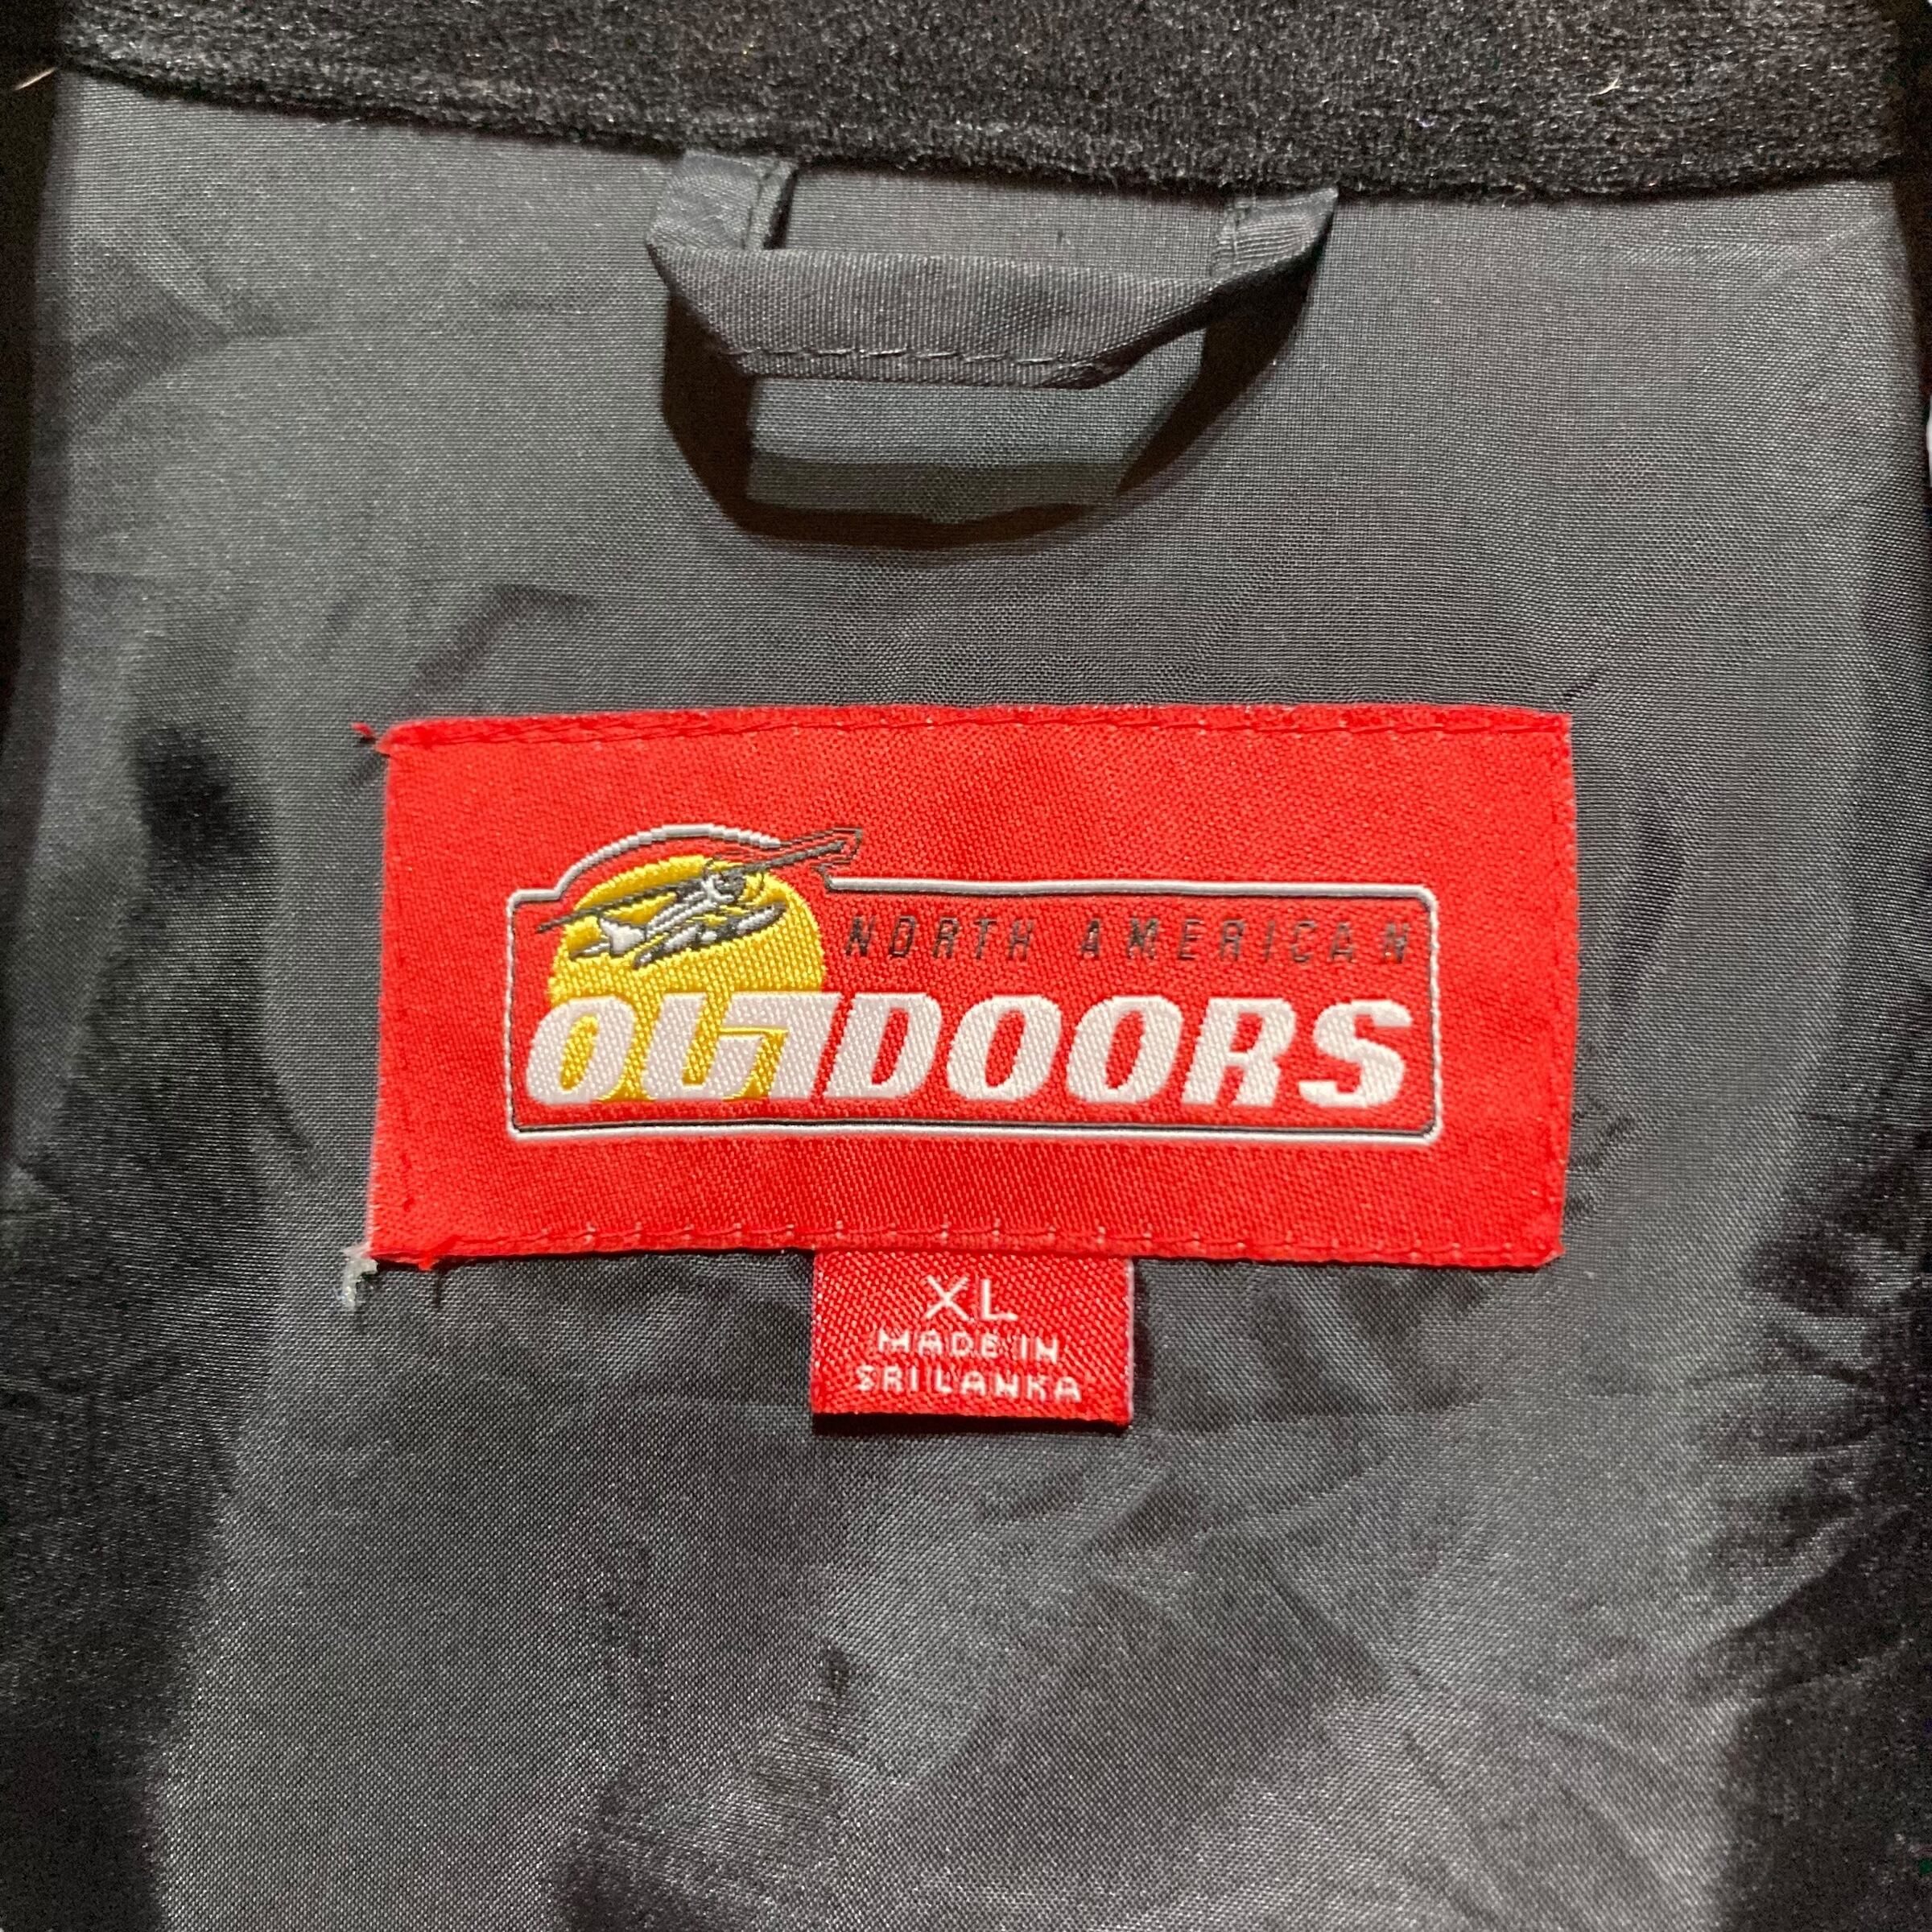 NORTH AMERICAN
OUTDOORS
XL
MADE IN
SRI LANKA